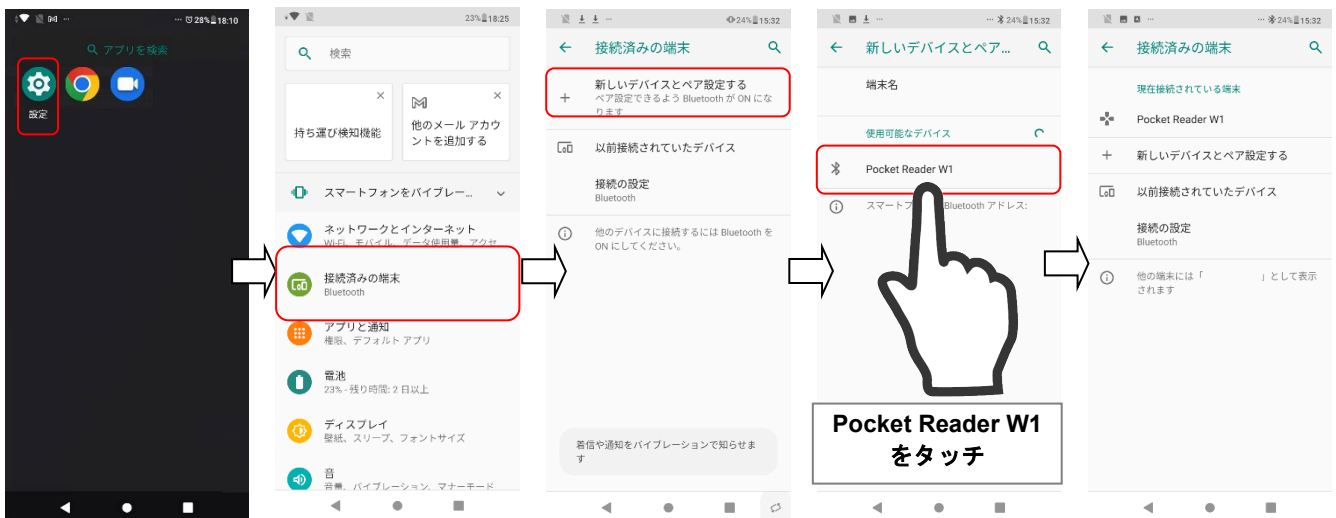 28% 18:10
アプリを検索
設定
23% 18:25
検索
持ち運び検知機能
他のメール アカウ
ントを追加する
スマートフォンをバイブレー...
ネットワークとインターネット
Wi-Fi、モバイル、データ使用量、アクセ
接続済みの端末
Bluetooth
アプリと通知
権限、デフォルト アプリ
電池
23% - 残り時間: 2 日以上
ディスプレイ
壁紙、スリープ、フォントサイズ
音
音量、バイブレーション、マナーモード
24% 15:32
接続済みの端末
新しいデバイスとペア設定する
ペア設定できるよう Bluetooth が ON にな
ります
以前接続されていたデバイス
接続の設定
Bluetooth
他のデバイスに接続するには Bluetooth を
ON にしてください。
着信や通知をバイブレーションで知らせま
す
24% 15:32
新しいデバイスとペア...
端末名
使用可能なデバイス
Pocket Reader W1
スマートフ Bluetooth アドレス:
Pocket Reader W1
をタッチ
24% 15:32
接続済みの端末
現在接続されている端末
Pocket Reader W1
新しいデバイスとペア設定する
以前接続されていたデバイス
接続の設定
Bluetooth
他の端末には「 」として表示
されます